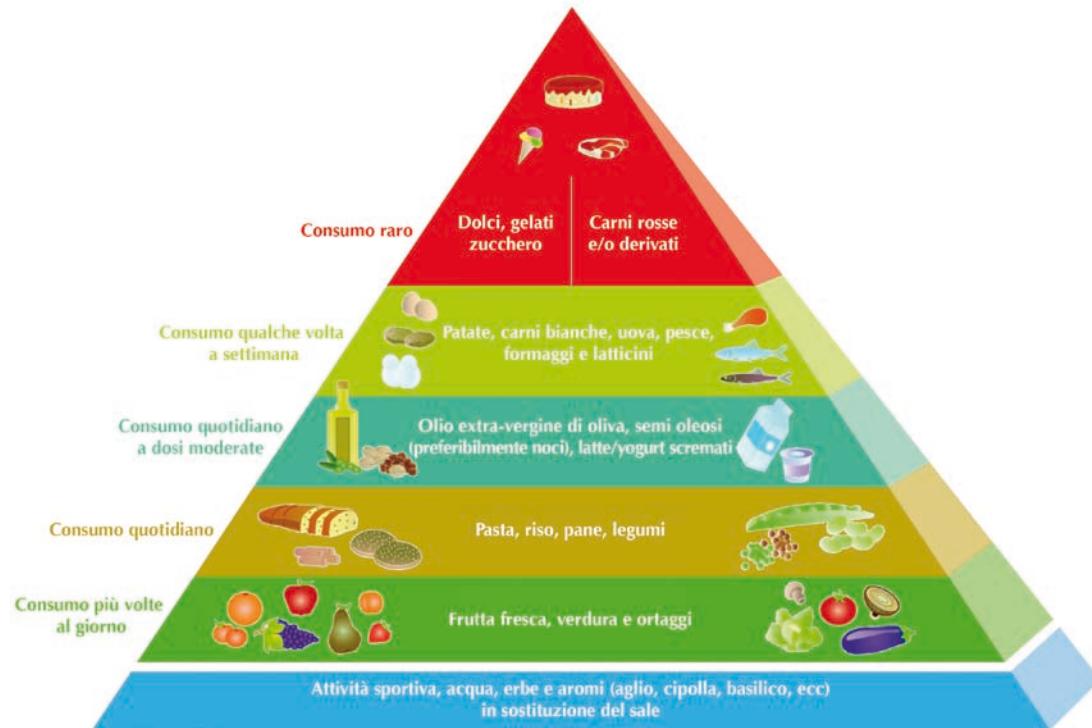 Consumo raro
Dolci, gelati
zucchero
Carni rosse
e/o derivati
Consumo qualche volta
a settimana
Patate, carni bianche, uova, pesce,
formaggi e latticini
Consumo quotidiano
a dosi moderate
Olio extra-vergine di oliva, semi oleosi
(preferibilmente noci), latte/yogurt scremati
Consumo quotidiano
Pasta, riso, pane, legumi
Consumo più volte
al giorno
Frutta fresca, verdura e ortaggi
Attività sportiva, acqua, erbe e aromi (aglio, cipolla, basilico, ecc)
in sostituzione del sale